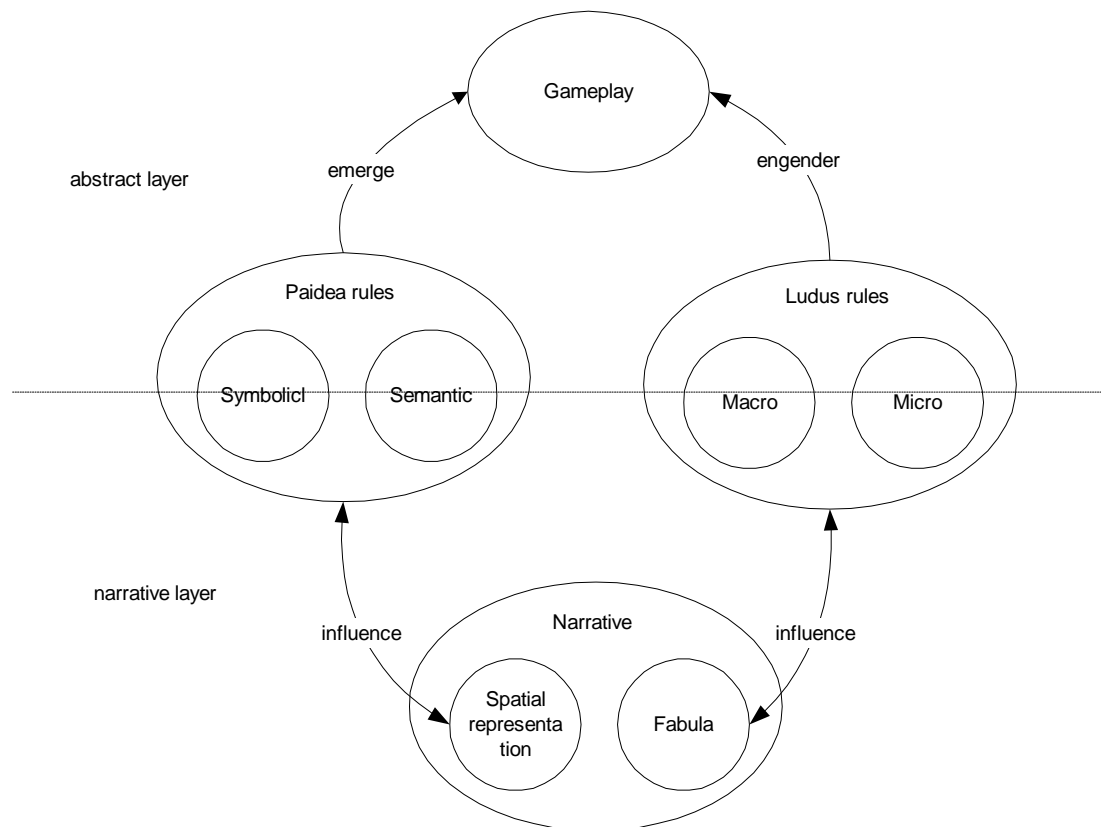 Gameplay
emerge
engender
abstract layer
Paidea rules
Ludus rules
Symbolicl
Semantic
Macro
Micro
narrative layer
influence
Narrative
influence
Spatial
representa
tion
Fabula